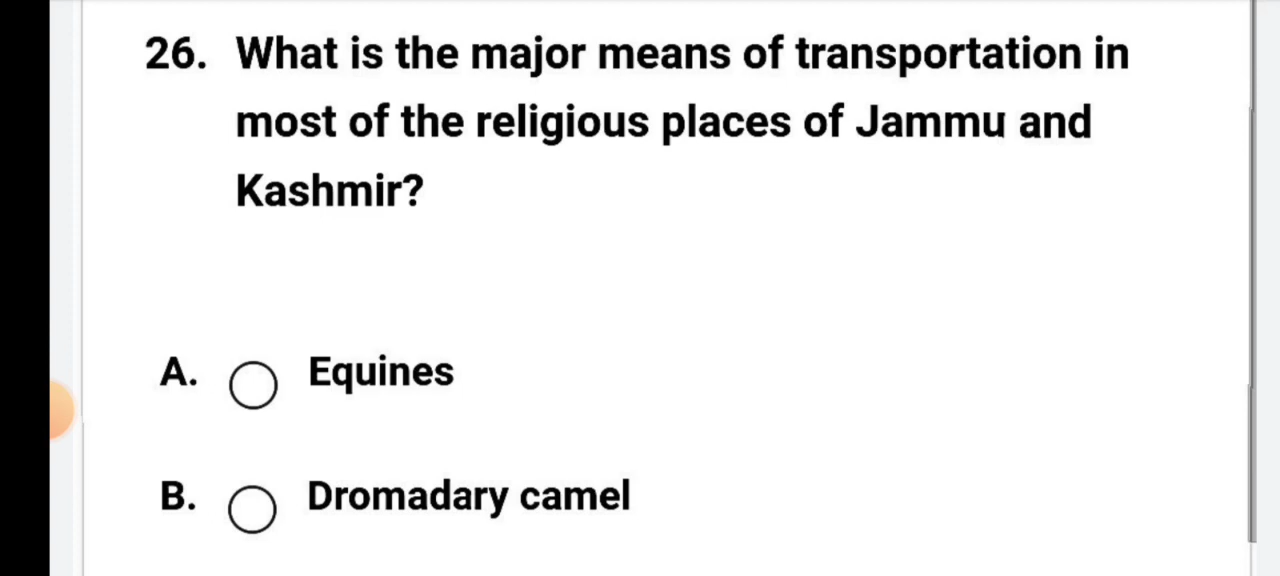 26. What is the major means of transportation in
most of the religious places of Jammu and
Kashmir?
A. Equines
B. Dromadary camel